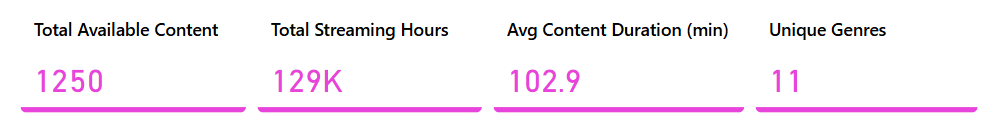 Total Available Content
1250
Total Streaming Hours
129K
Avg Content Duration (min)
102.9
Unique Genres
11